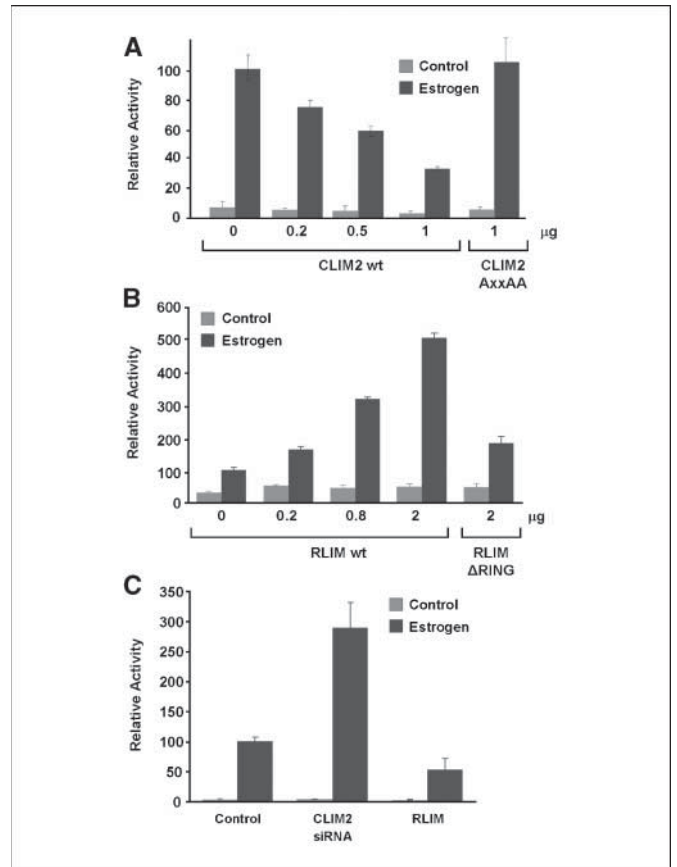 A
Relative Activity
100
80
60
40
20
0
Control
Estrogen
0 0.2 0.5 1 1 μg
CLIM2 wt CLIM2
AxxAA
B
Relative Activity
600
500
400
300
200
100
0
Control
Estrogen
0 0.2 0.8 2 2 μg
RLIM wt RLIM
ΔRING
C
Relative Activity
350
300
250
200
150
100
50
0
Control
Estrogen
Control CLIM2 RLIM
siRNA